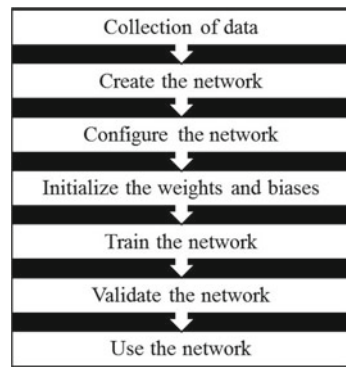 Collection of data
Create the network
Configure the network
Initialize the weights and biases
Train the network
Validate the network
Use the network